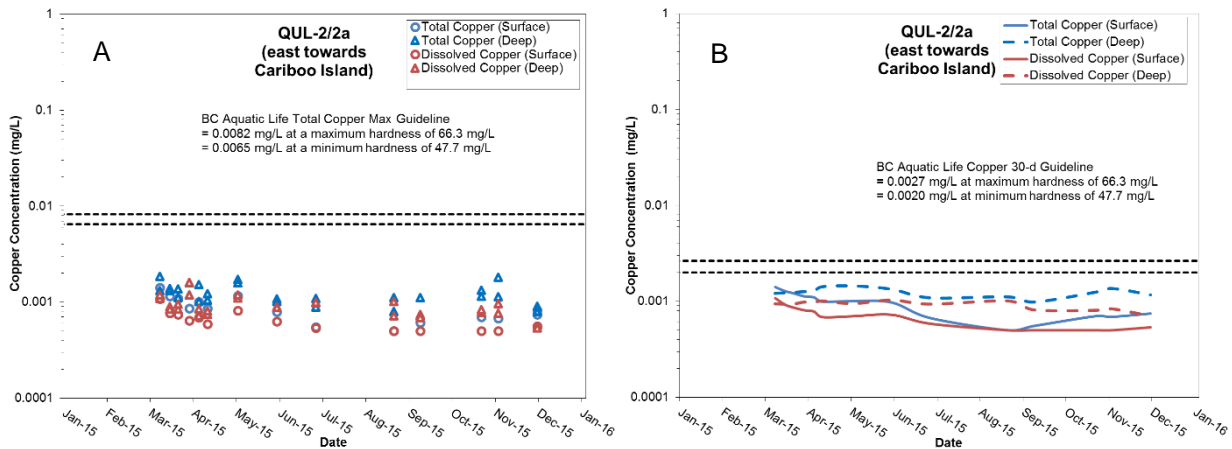 A
QUL-2/2a
(east towards
Cariboo Island)
Total Copper (Surface)
Total Copper (Deep)
Dissolved Copper (Surface)
Dissolved Copper (Deep)
BC Aquatic Life Total Copper Max Guideline
= 0.0082 mg/L at a maximum hardness of 66.3 mg/L
= 0.0065 mg/L at a minimum hardness of 47.7 mg/L
Copper Concentration (mg/L)
1
0.1
0.01
0.001
0.0001
Jan-15
Feb-15
Mar-15
Apr-15
May-15
Jun-15
Jul-15
Aug-15
Sep-15
Oct-15
Nov-15
Dec-15
Jan-16
Date
B
QUL-2/2a
(east towards
Cariboo Island)
Total Copper (Surface)
Total Copper (Deep)
Dissolved Copper (Surface)
Dissolved Copper (Deep)
BC Aquatic Life Copper 30-d Guideline
= 0.0027 mg/L at maximum hardness of 66.3 mg/L
= 0.0020 mg/L at minimum hardness of 47.7 mg/L
Copper Concentration (mg/L)
1
0.1
0.01
0.001
0.0001
Jan-15
Feb-15
Mar-15
Apr-15
May-15
Jun-15
Jul-15
Aug-15
Sep-15
Oct-15
Nov-15
Dec-15
Jan-16
Date